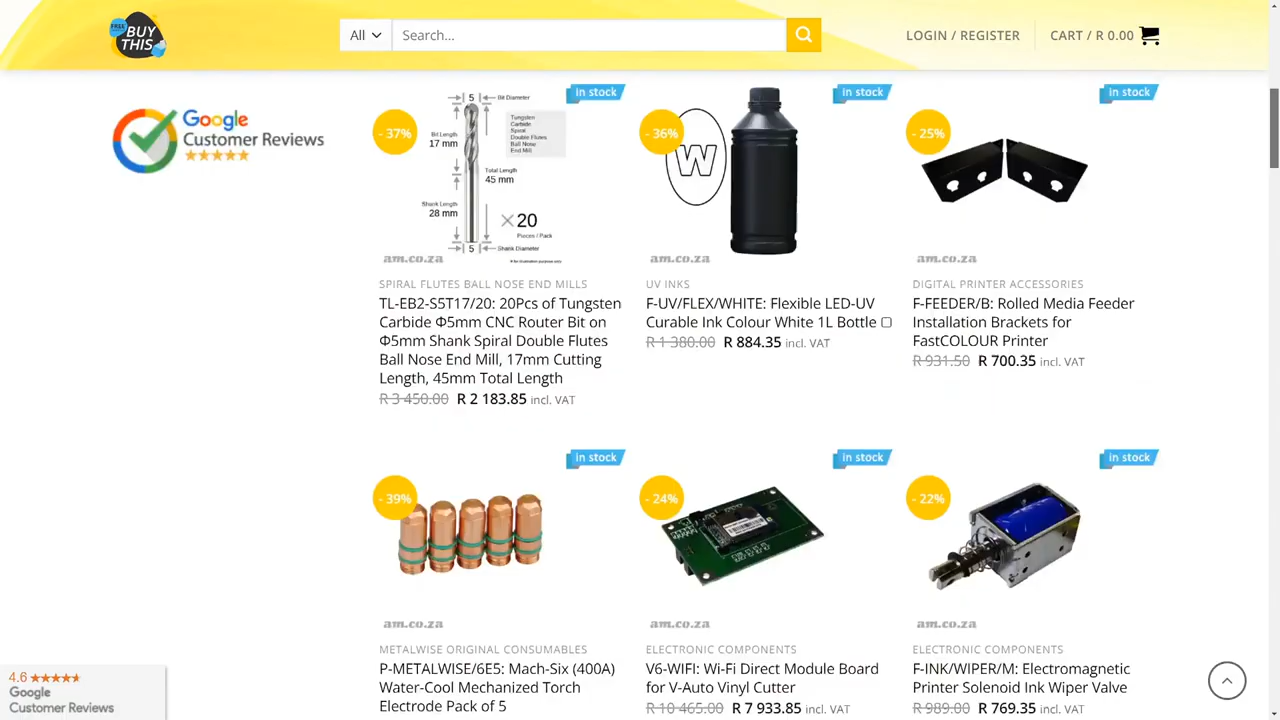 FREE
BUY
THIS
All
Search...
LOGIN / REGISTER
CART / R 0.00
Google
Customer Reviews
in stock
- 37%
5
Bit Diameter
Bit Length
17 mm
Tungsten
Carbide
Spiral
Double Flutes
Ball Nose
End Mill
Total Length
45 mm
Shank Length
28 mm
×20
Pieces / Pack
5
Shank Diameter
am.co.za
SPIRAL FLUTES BALL NOSE END MILLS
TL-EB2-S5T17/20: 20Pcs of Tungsten
Carbide Φ5mm CNC Router Bit on
Φ5mm Shank Spiral Double Flutes
Ball Nose End Mill, 17mm Cutting
Length, 45mm Total Length
R 3 450.00 R 2 183.85 incl. VAT
in stock
- 36%
W
am.co.za
UV INKS
F-UV/FLEX/WHITE: Flexible LED-UV
Curable Ink Colour White 1L Bottle □
R 1 380.00 R 884.35 incl. VAT
in stock
- 25%
am.co.za
DIGITAL PRINTER ACCESSORIES
F-FEEDER/B: Rolled Media Feeder
Installation Brackets for
FastCOLOUR Printer
R 931.50 R 700.35 incl. VAT
in stock
- 39%
am.co.za
METALWISE ORIGINAL CONSUMABLES
P-METALWISE/6E5: Mach-Six (400A)
Water-Cool Mechanized Torch
Electrode Pack of 5
in stock
- 24%
am.co.za
ELECTRONIC COMPONENTS
V6-WIFI: Wi-Fi Direct Module Board
for V-Auto Vinyl Cutter
R 10 465.00 R 7 933.85 incl. VAT
in stock
- 22%
am.co.za
ELECTRONIC COMPONENTS
F-INK/WIPER/M: Electromagnetic
Printer Solenoid Ink Wiper Valve
R 989.00 R 769.35 incl. VAT
4.6
Google
Customer Reviews